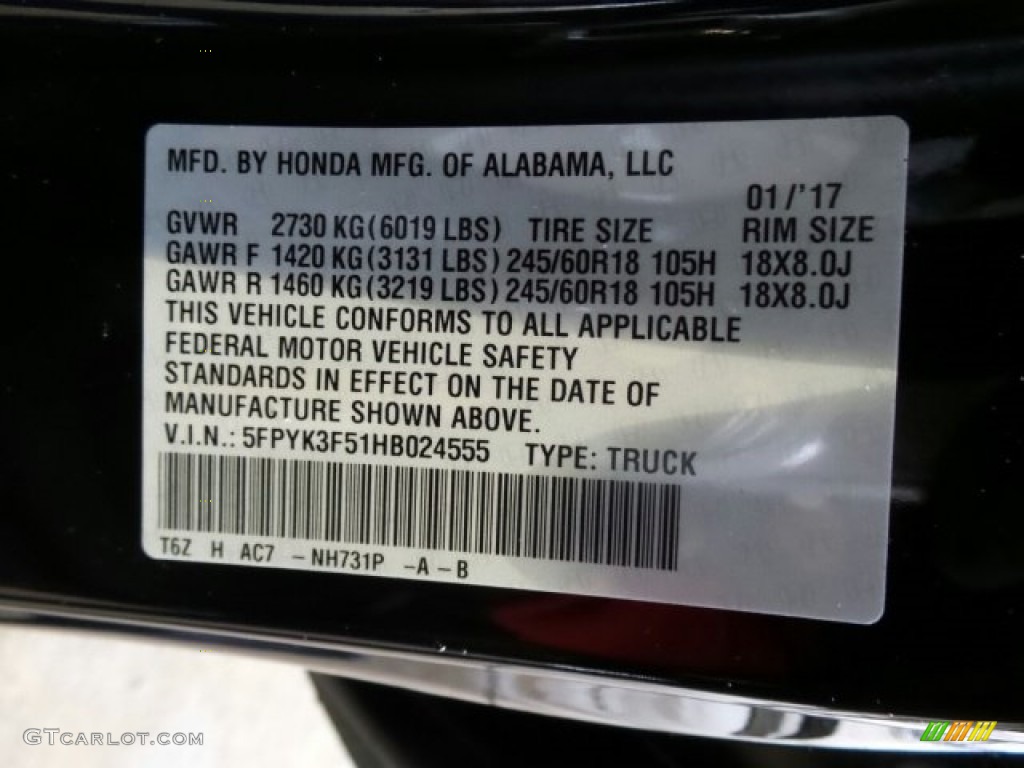 MFD. BY HONDA MFG. OF ALABAMA, LLC
01/'17
GVWR 2730 KG(6019 LBS) TIRE SIZE RIM SIZE
GAWR F 1420 KG(3131 LBS) 245/60R18 105H 18X8.0J
GAWR R 1460 KG(3219 LBS) 245/60R18 105H 18X8.0J
THIS VEHICLE CONFORMS TO ALL APPLICABLE
FEDERAL MOTOR VEHICLE SAFETY
STANDARDS IN EFFECT ON THE DATE OF
MANUFACTURE SHOWN ABOVE.
V.I.N.: 5FPYK3F51HB024555 TYPE: TRUCK
T6Z H AC7 -NH731P -A-B
GTCARLOT.COM